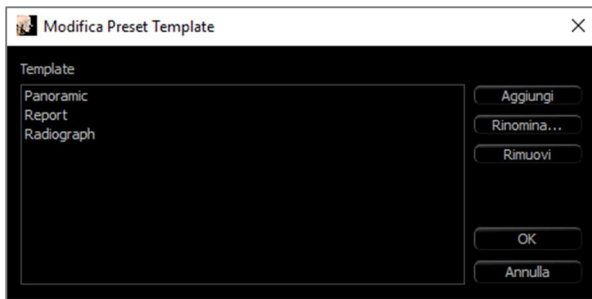 Modifica Preset Template
Template
Panoramic
Report
Radiograph
Aggiungi
Rinomina...
Rimuovi
OK
Annulla